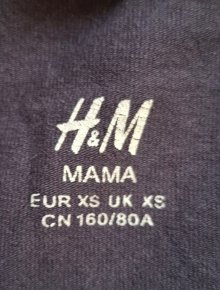 H&M
MAMA
EUR XS UK XS
CN 160/80A